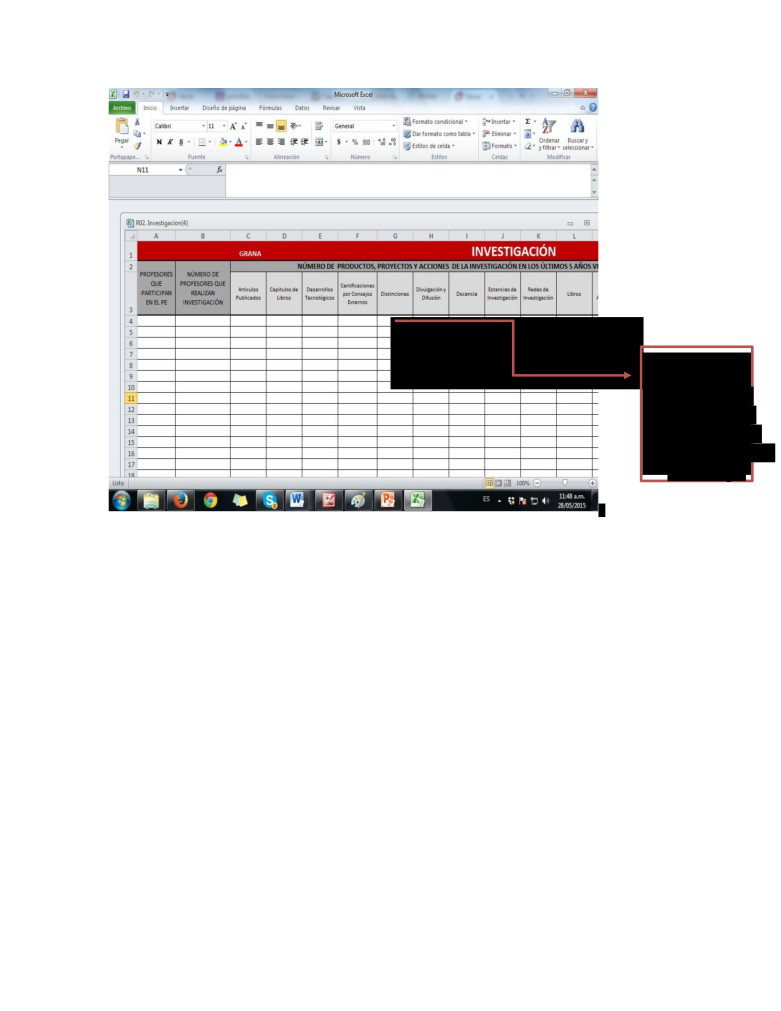 Microsoft Excel
Archivo Inicio Insertar Diseño de página Fórmulas Datos Revisar Vista
Calibri 11 General Formato condicional Insertar Σ
Pegar N K S $ % 000 Dar formato como tabla Eliminar Ordenar y filtrar Buscar y seleccionar
Estilos de celda Formato
Portapape... Fuente Alineación Número Estilos Celdas Modificar
N11 fx
R02. Investigacion(4)
A B C D E F G H I J K L
1 GRANA INVESTIGACIÓN
2 NÚMERO DE PRODUCTOS, PROYECTOS Y ACCIONES DE LA INVESTIGACIÓN EN LOS ÚLTIMOS 5 AÑOS
PROFESORES QUE PARTICIPAN EN EL PE
NÚMERO DE PROFESORES QUE REALIZAN INVESTIGACIÓN
Artículos Publicados
Capítulos de Libros
Desarrollos Tecnológicos
Certificaciones por Consejos Externos
Distinciones
Divulgación y Difusión
Docencia
Estancias de Investigación
Redes de Investigación
Libros
3
4
5
6
7
8
9
10
11
12
13
14
15
16
17
18
Listo 100%
ES 11:48 a.m.
28/05/2015